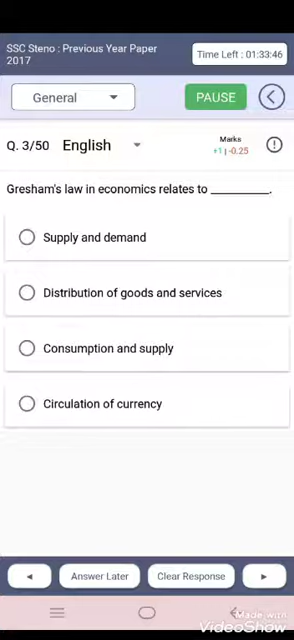 SSC Steno : Previous Year Paper
2017
Time Left : 01:33:46
General
PAUSE
Q. 3/50 English
Marks
+1 | -0.25
Gresham's law in economics relates to __________.
Supply and demand
Distribution of goods and services
Consumption and supply
Circulation of currency
Answer Later
Clear Response
Made with
VideoShow